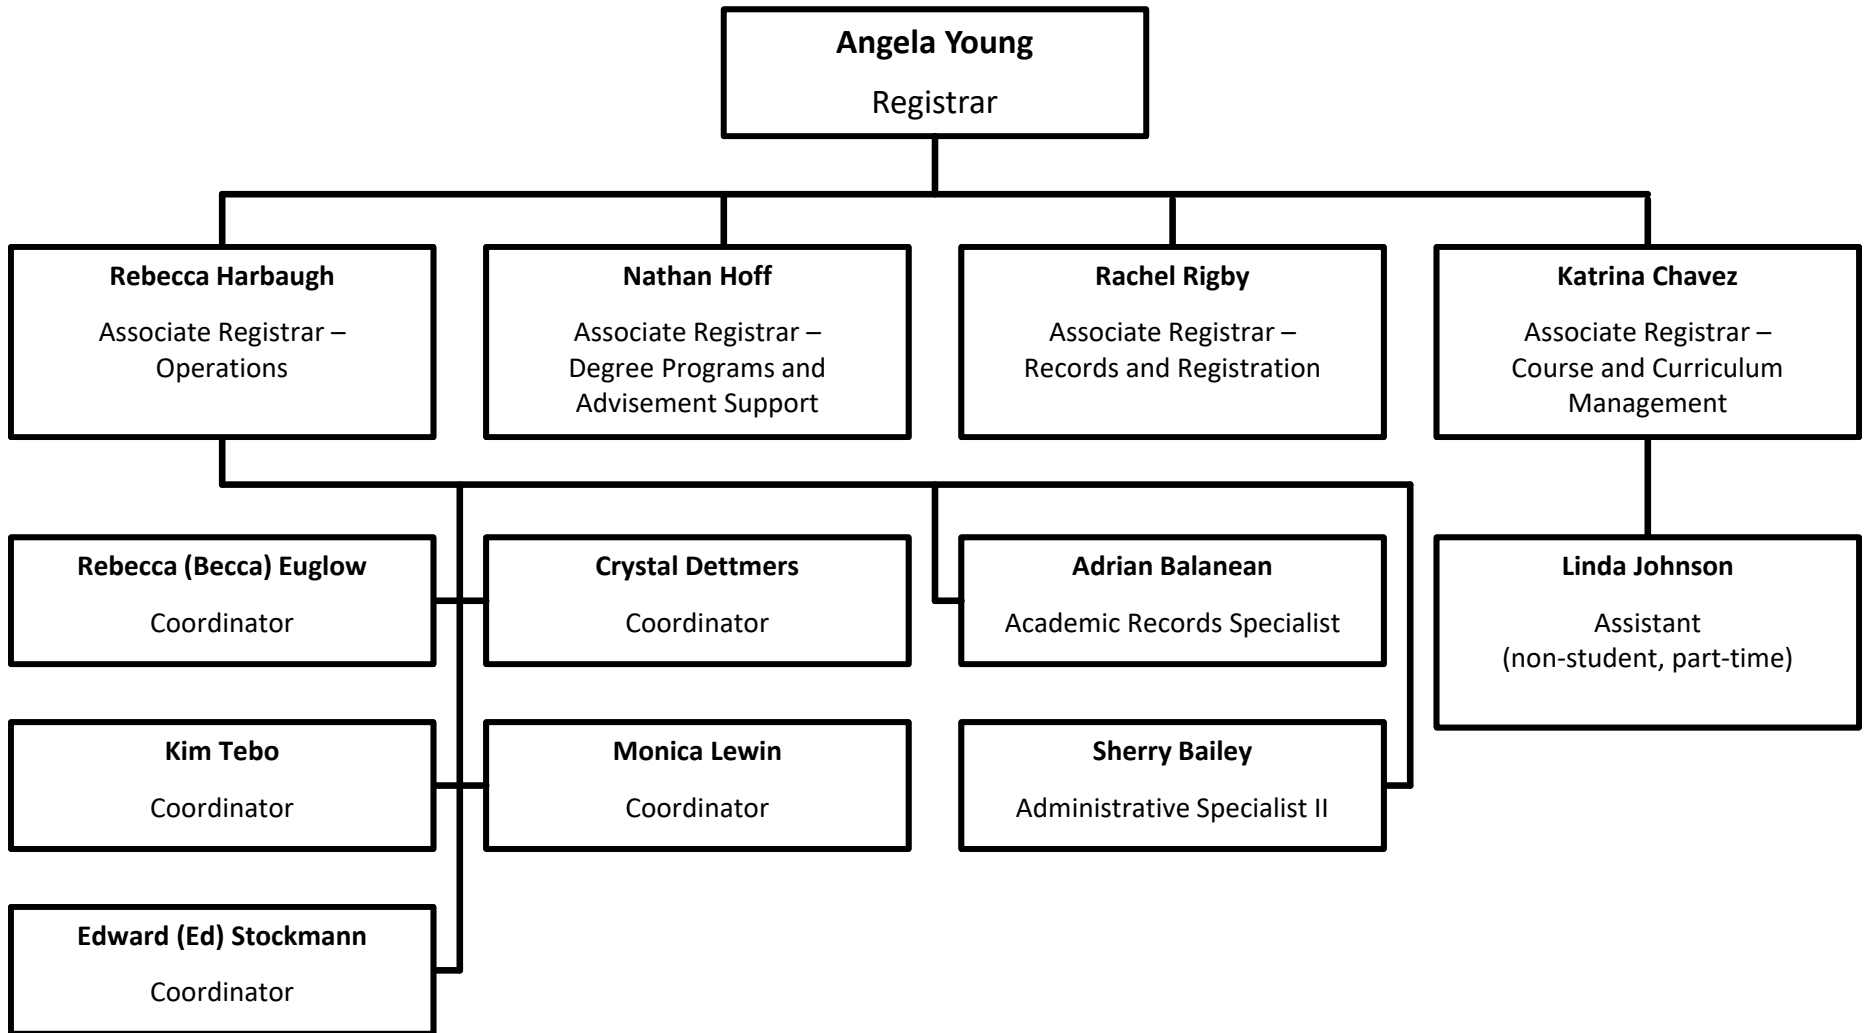 Angela Young
Registrar
Rebecca Harbaugh
Associate Registrar –
Operations
Nathan Hoff
Associate Registrar –
Degree Programs and
Advisement Support
Rachel Rigby
Associate Registrar –
Records and Registration
Katrina Chavez
Associate Registrar –
Course and Curriculum
Management
Rebecca (Becca) Euglow
Coordinator
Crystal Dettmers
Coordinator
Adrian Balanean
Academic Records Specialist
Linda Johnson
Assistant
(non-student, part-time)
Kim Tebo
Coordinator
Monica Lewin
Coordinator
Sherry Bailey
Administrative Specialist II
Edward (Ed) Stockmann
Coordinator